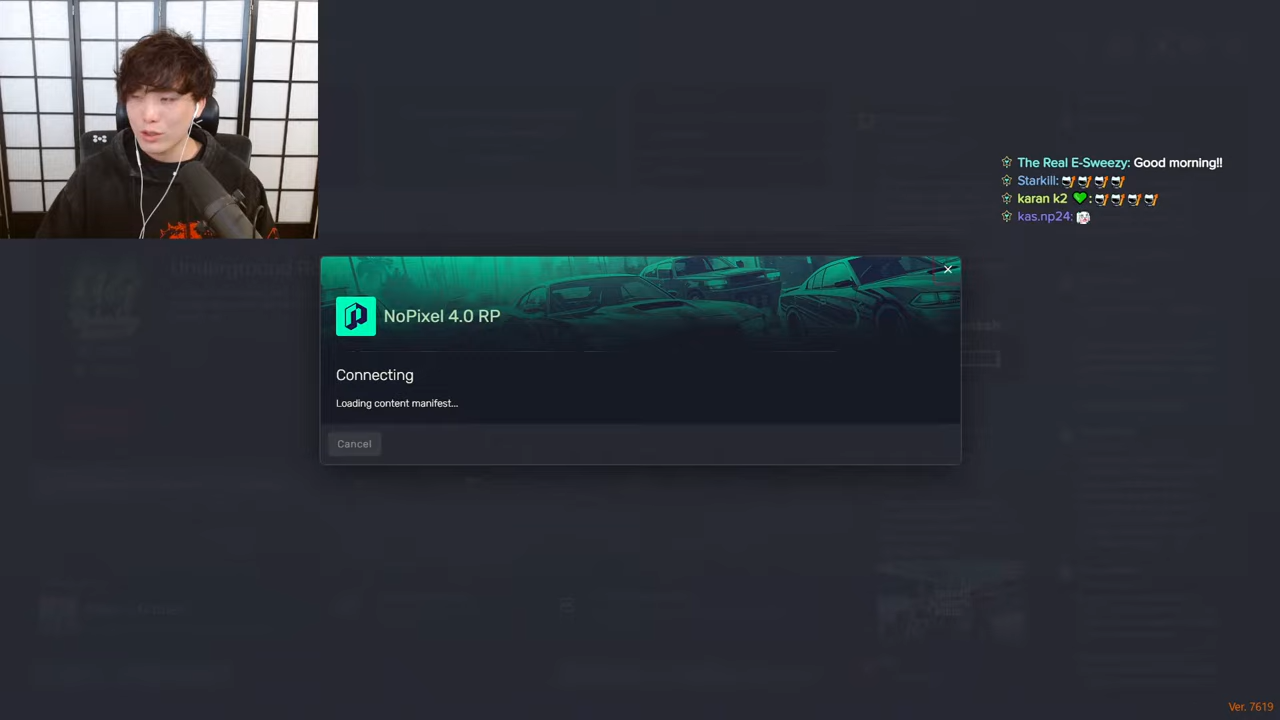 The Real E-Sweezy: Good morning!!
Starkill:
karan k2 💚:
kas.np24:
NoPixel 4.0 RP
Connecting
Loading content manifest...
Cancel
Ver. 7619